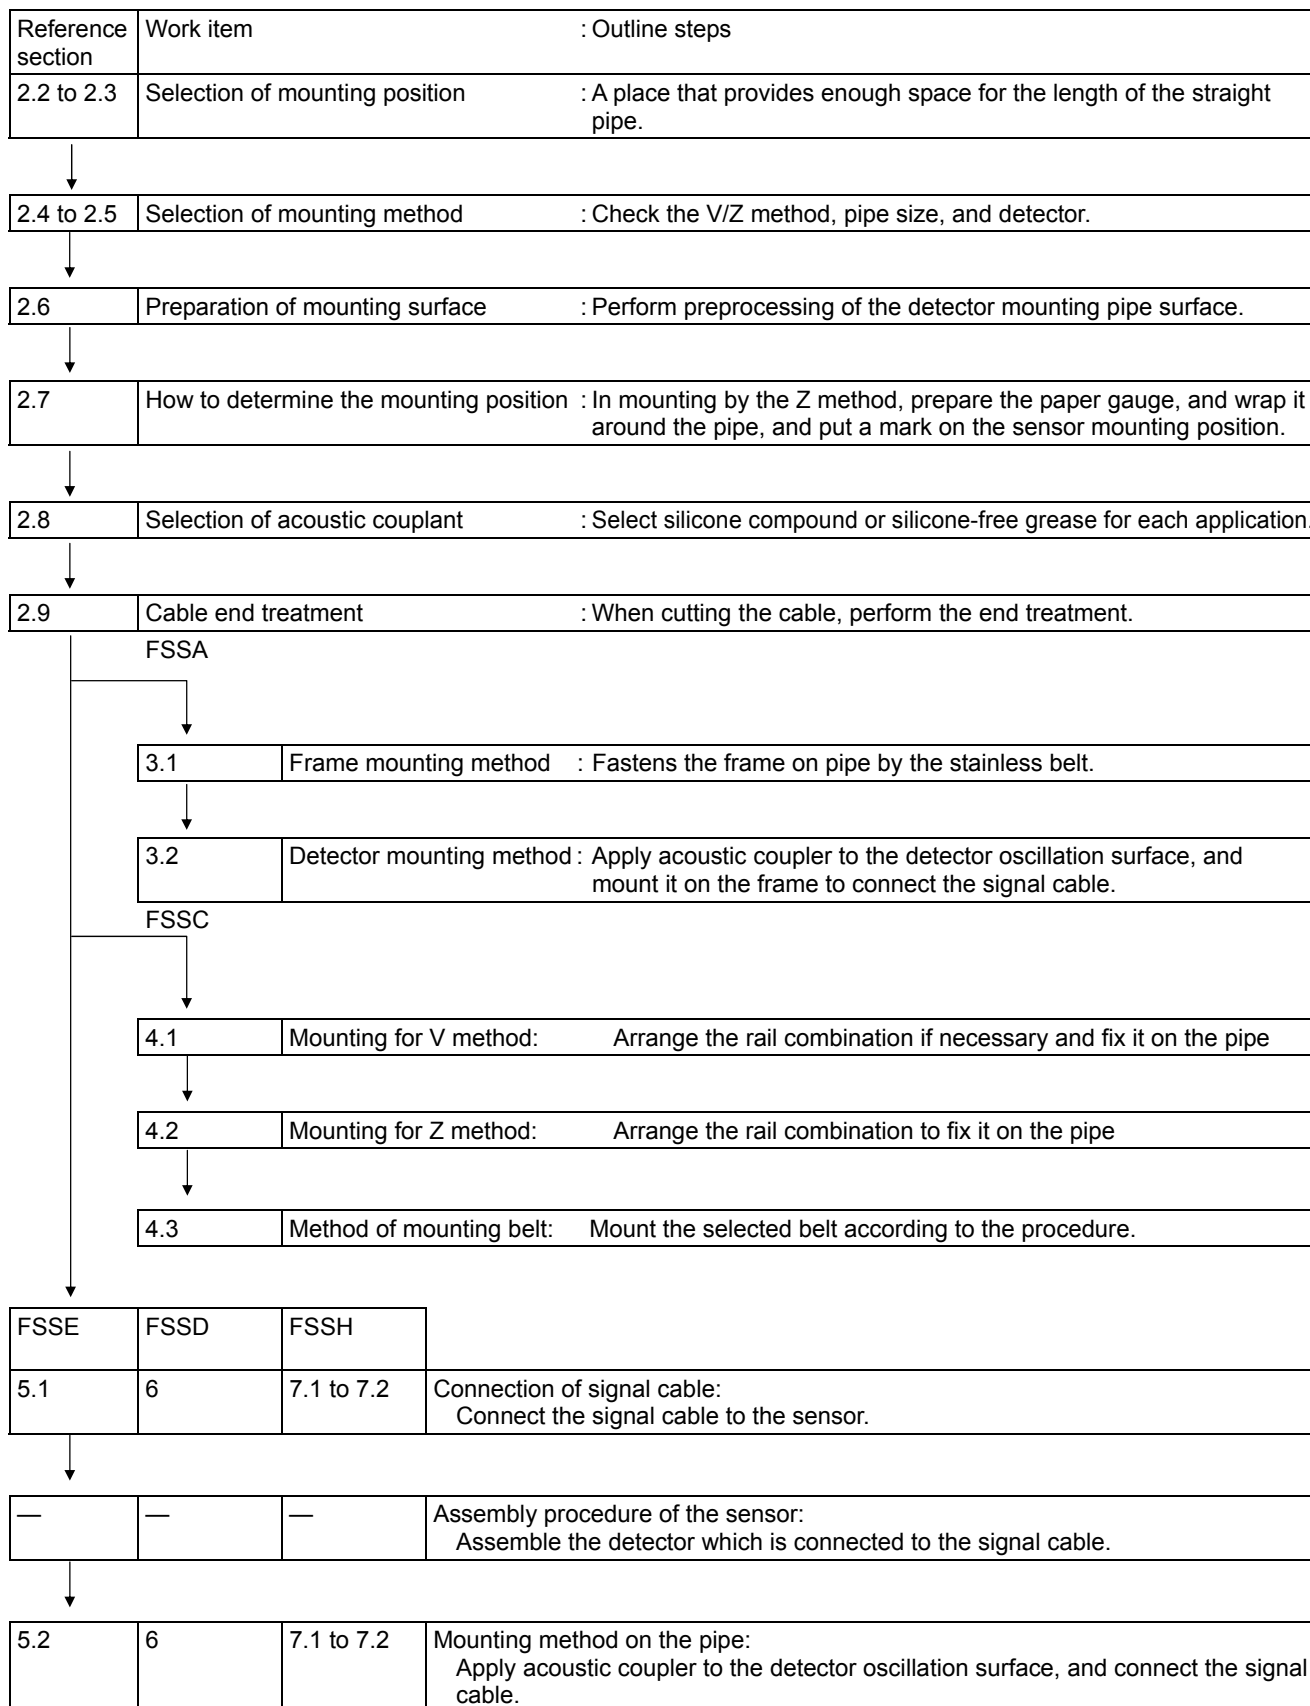 Reference Work item : Outline steps
section
2.2 to 2.3 Selection of mounting position : A place that provides enough space for the length of the straight
pipe.
2.4 to 2.5 Selection of mounting method : Check the V/Z method, pipe size, and detector.
2.6 Preparation of mounting surface : Perform preprocessing of the detector mounting pipe surface.
2.7 How to determine the mounting position : In mounting by the Z method, prepare the paper gauge, and wrap it
around the pipe, and put a mark on the sensor mounting position.
2.8 Selection of acoustic couplant : Select silicone compound or silicone-free grease for each application.
2.9 Cable end treatment : When cutting the cable, perform the end treatment.
FSSA
3.1 Frame mounting method : Fastens the frame on pipe by the stainless belt.
3.2 Detector mounting method : Apply acoustic coupler to the detector oscillation surface, and
mount it on the frame to connect the signal cable.
FSSC
4.1 Mounting for V method: Arrange the rail combination if necessary and fix it on the pipe
4.2 Mounting for Z method: Arrange the rail combination to fix it on the pipe
4.3 Method of mounting belt: Mount the selected belt according to the procedure.
FSSE FSSD FSSH
5.1 6 7.1 to 7.2 Connection of signal cable:
Connect the signal cable to the sensor.
— — — Assembly procedure of the sensor:
Assemble the detector which is connected to the signal cable.
5.2 6 7.1 to 7.2 Mounting method on the pipe:
Apply acoustic coupler to the detector oscillation surface, and connect the signal
cable.